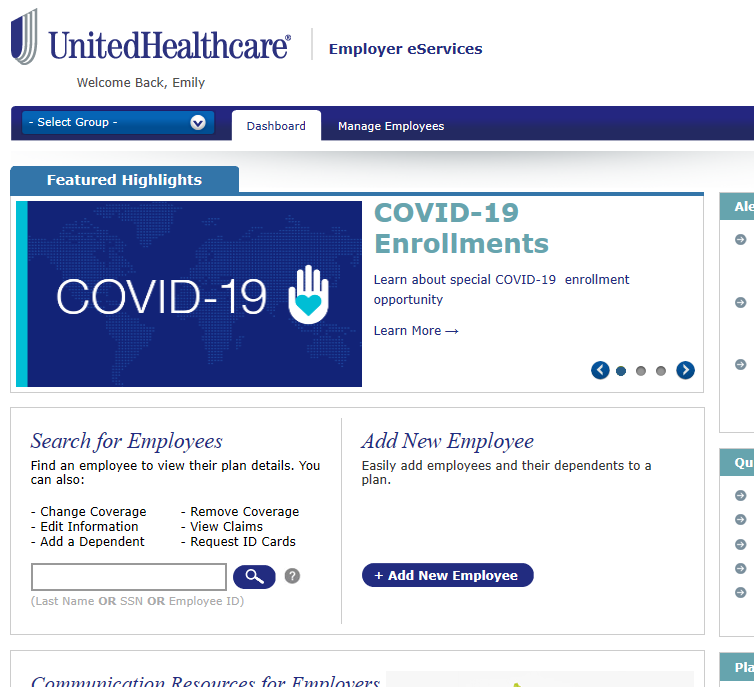 UnitedHealthcare®
Employer eServices
Welcome Back, Emily
- Select Group -
Dashboard
Manage Employees
Featured Highlights
COVID-19
COVID-19
Enrollments
Learn about special COVID-19 enrollment
opportunity
Learn More →
Search for Employees
Find an employee to view their plan details. You
can also:
- Change Coverage
- Remove Coverage
- Edit Information
- View Claims
- Add a Dependent
- Request ID Cards
?
(Last Name OR SSN OR Employee ID)
Add New Employee
Easily add employees and their dependents to a
plan.
+ Add New Employee
Ale
Qu
Pla
Communication Resources for Employers